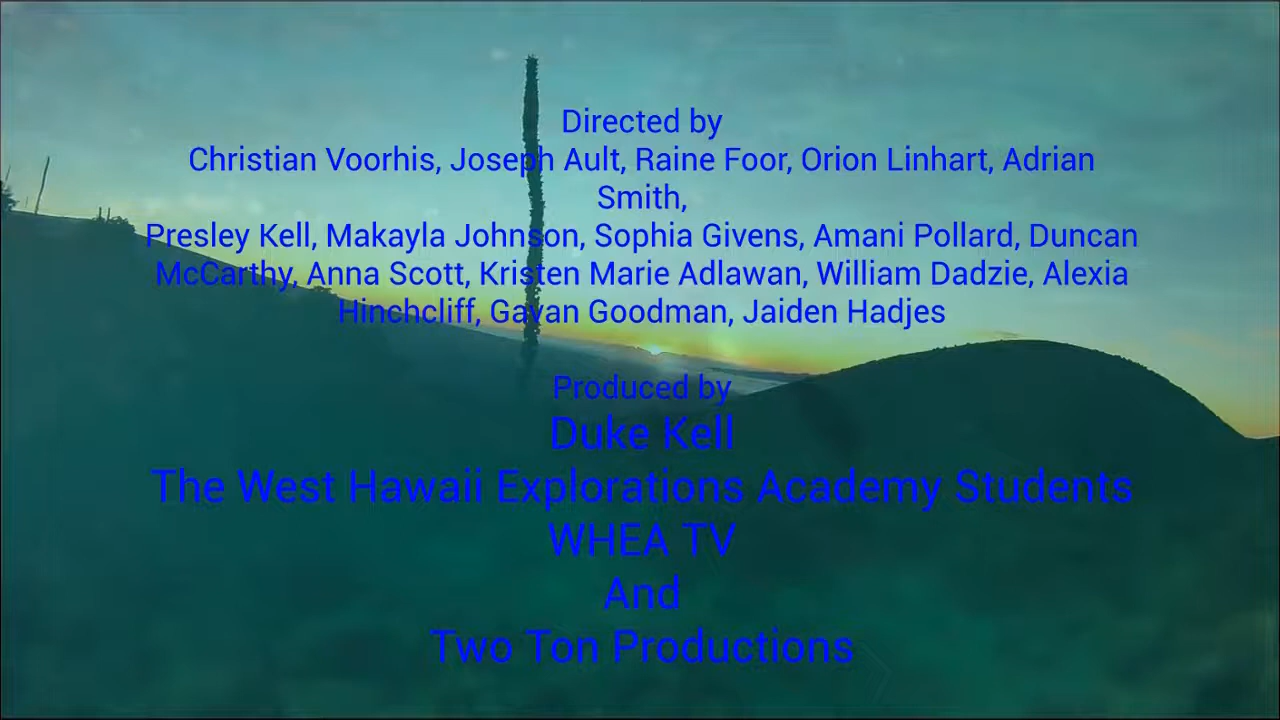 Directed by
Christian Voorhis, Joseph Ault, Raine Foor, Orion Linhart, Adrian
Smith,
Presley Kell, Makayla Johnson, Sophia Givens, Amani Pollard, Duncan
McCarthy, Anna Scott, Kristen Marie Adlawan, William Dadzie, Alexia
Hinchcliff, Gavan Goodman, Jaiden Hadjes
Produced by
Duke Kell
The West Hawaii Explorations Academy Students
WHEA TV
And
Two Ton Productions